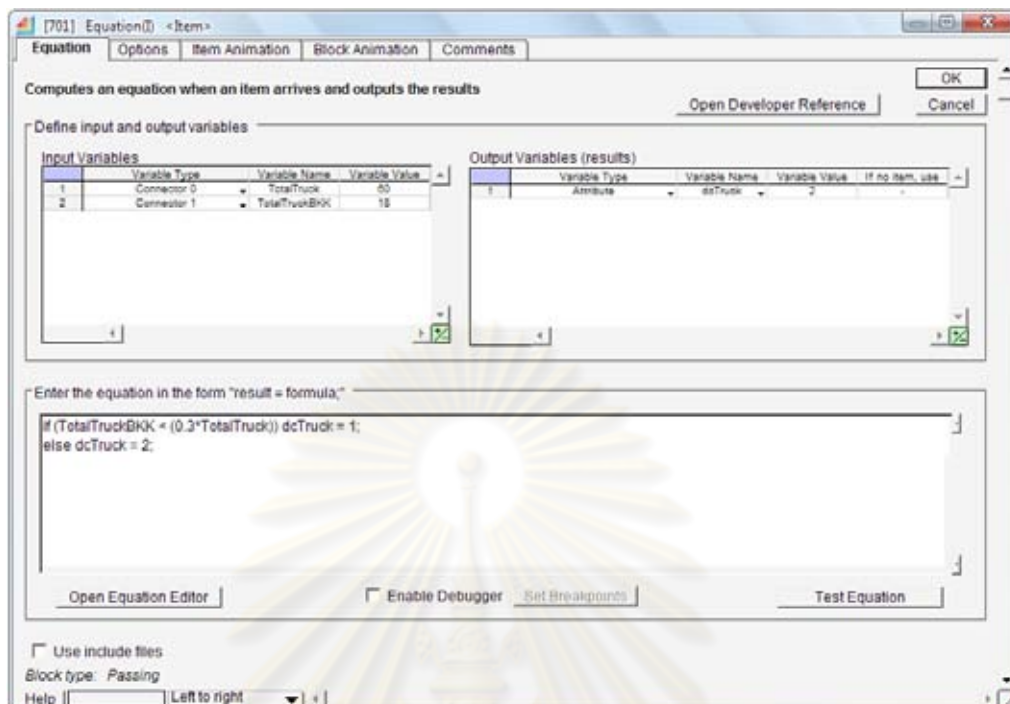 [701] Equation(I) <Item>
Equation Options Item Animation Block Animation Comments
OK
Computes an equation when an item arrives and outputs the results
Open Developer Reference Cancel
Define input and output variables
Input Variables
Variable Type Variable Name Variable Value
1 Connector 0 TotalTruck 60
2 Connector 1 TotalTruckBKK 18
Output Variables (results)
Variable Type Variable Name Variable Value If no item, use
1 Attribute dcTruck 2 -
Enter the equation in the form "result = formula;"
if (TotalTruckBKK < (0.3*TotalTruck)) dcTruck = 1;
else dcTruck = 2;
Open Equation Editor Enable Debugger Set Breakpoints Test Equation
Use include files
Block type: Passing
Help Left to right